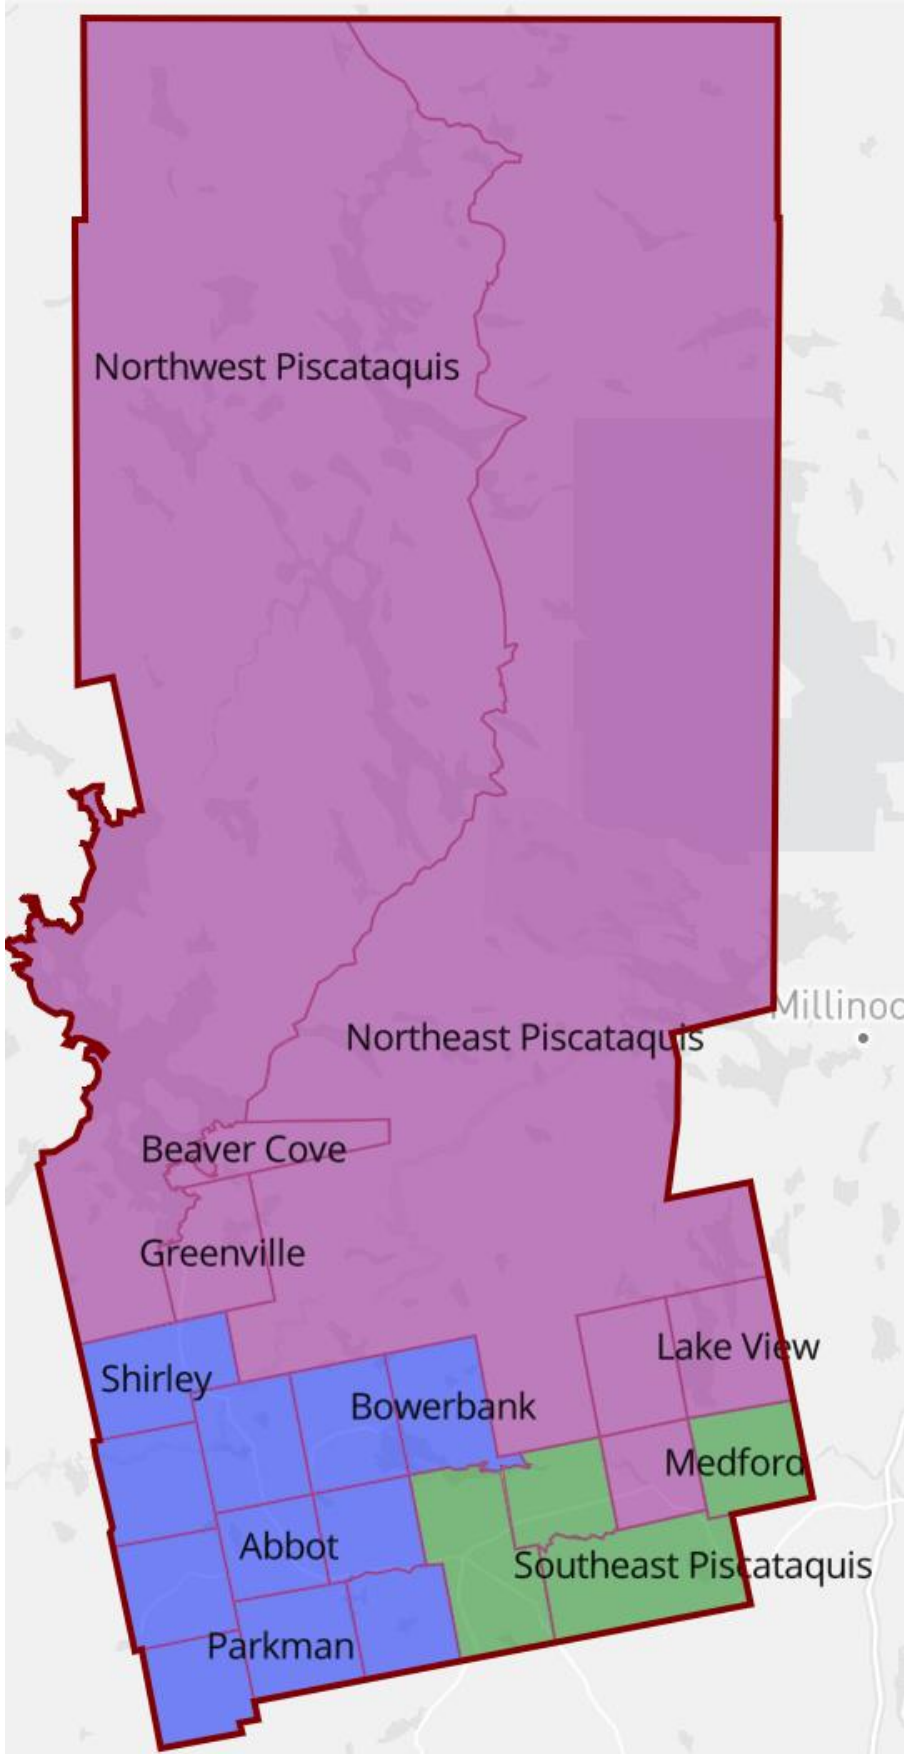 Northwest Piscataquis
Millinoc
Northeast Piscataquis
Beaver Cove
Greenville
Lake View
Shirley
Bowerbank
Medford
Abbot
Southeast Piscataquis
Parkman